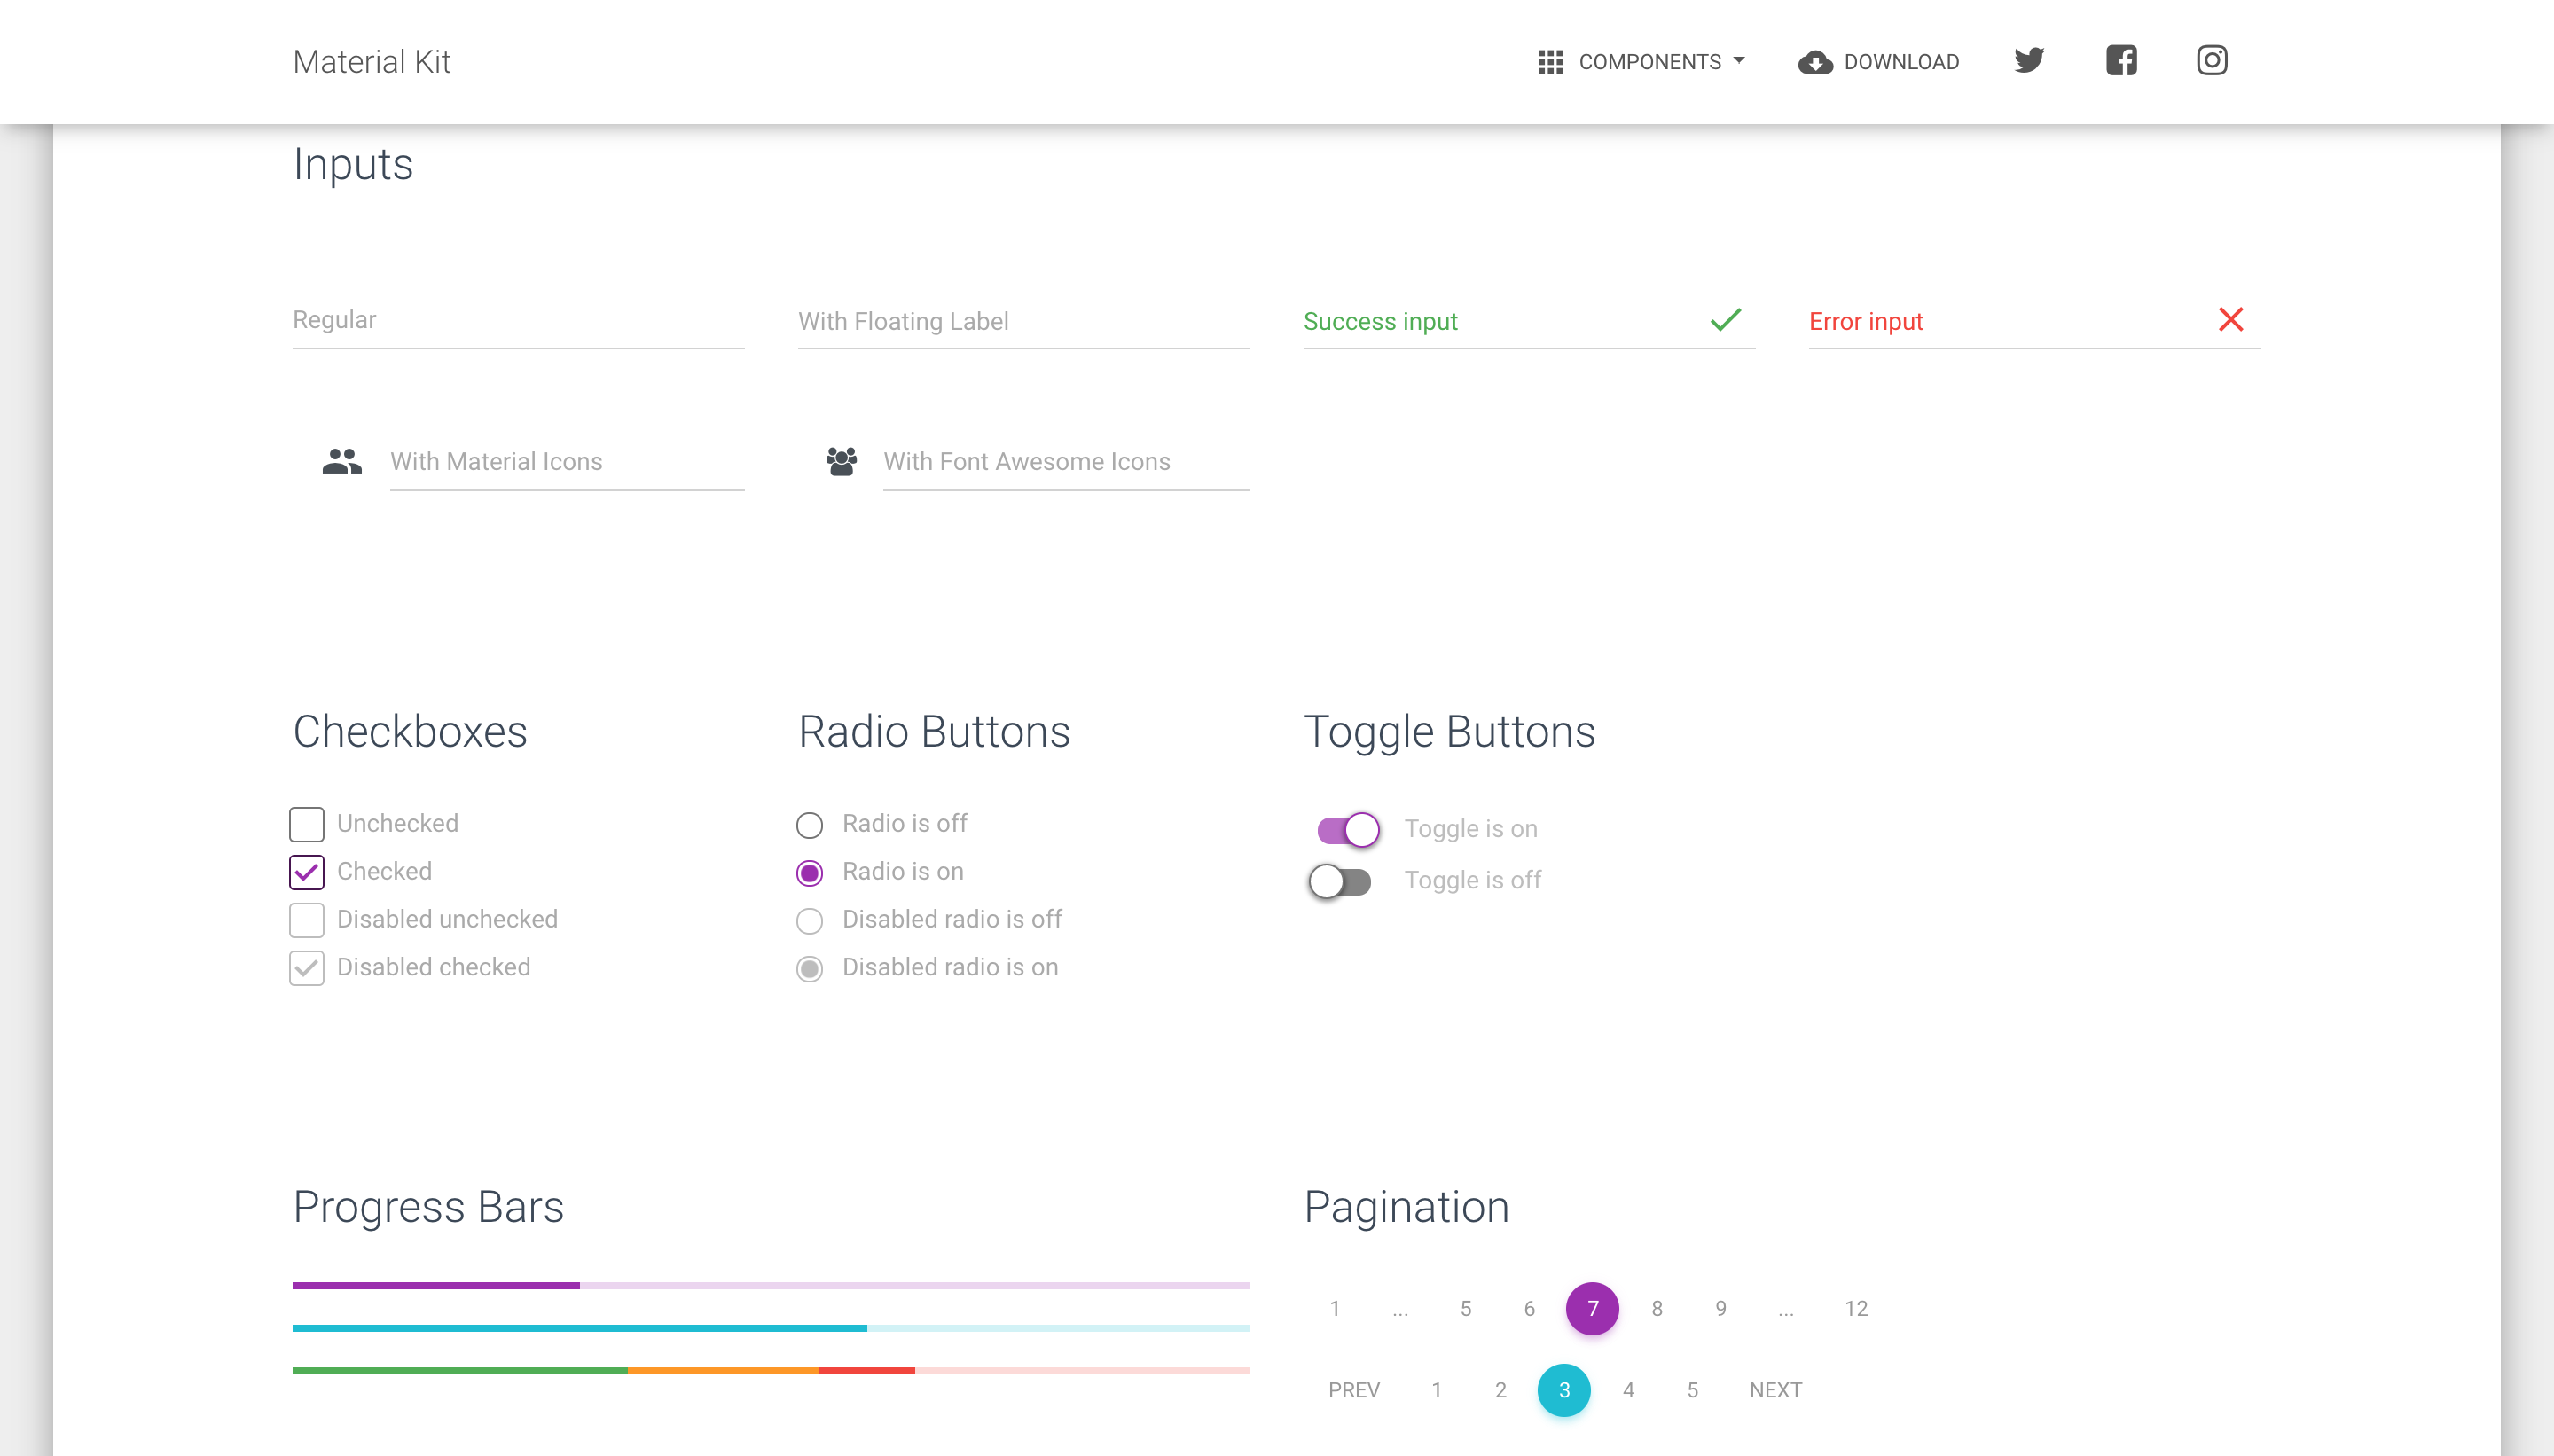 Material Kit
COMPONENTS
DOWNLOAD
Inputs
Regular
With Floating Label
Success input
Error input
With Material Icons
With Font Awesome Icons
Checkboxes
Unchecked
Checked
Disabled unchecked
Disabled checked
Radio Buttons
Radio is off
Radio is on
Disabled radio is off
Disabled radio is on
Toggle Buttons
Toggle is on
Toggle is off
Progress Bars
Pagination
1 ... 5 6 7 8 9 ... 12
PREV 1 2 3 4 5 NEXT